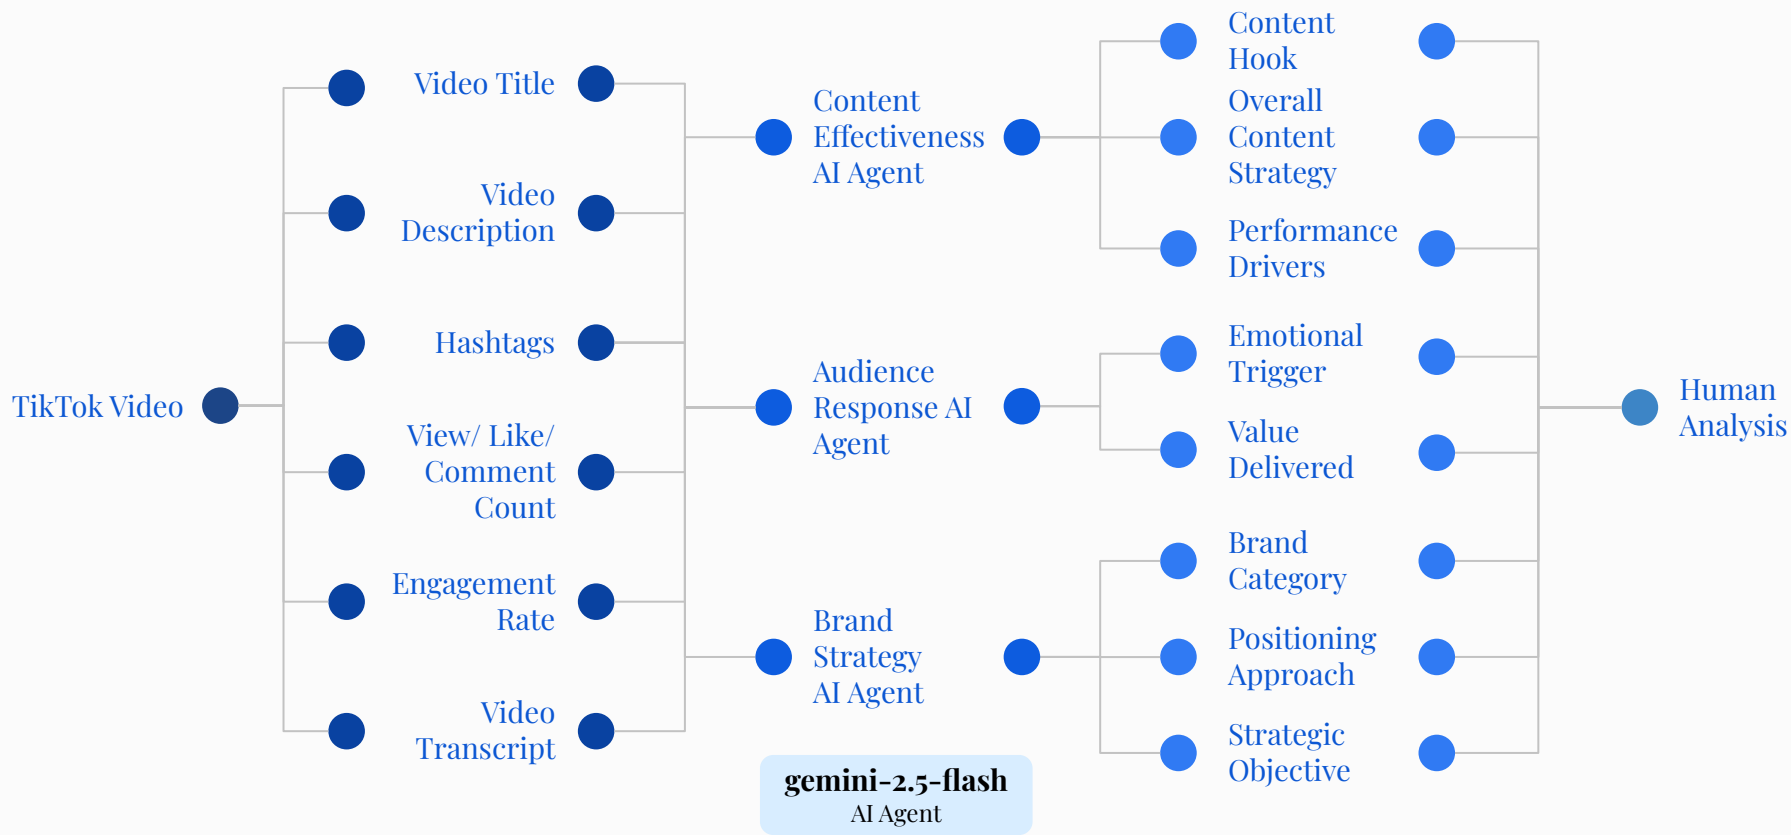 TikTok Video
Video Title
Video
Description
Hashtags
View/ Like/
Comment
Count
Engagement
Rate
Video
Transcript
Content
Effectiveness
AI Agent
Audience
Response AI
Agent
Brand
Strategy
AI Agent
gemini-2.5-flash
AI Agent
Content
Hook
Overall
Content
Strategy
Performance
Drivers
Emotional
Trigger
Value
Delivered
Brand
Category
Positioning
Approach
Strategic
Objective
Human
Analysis